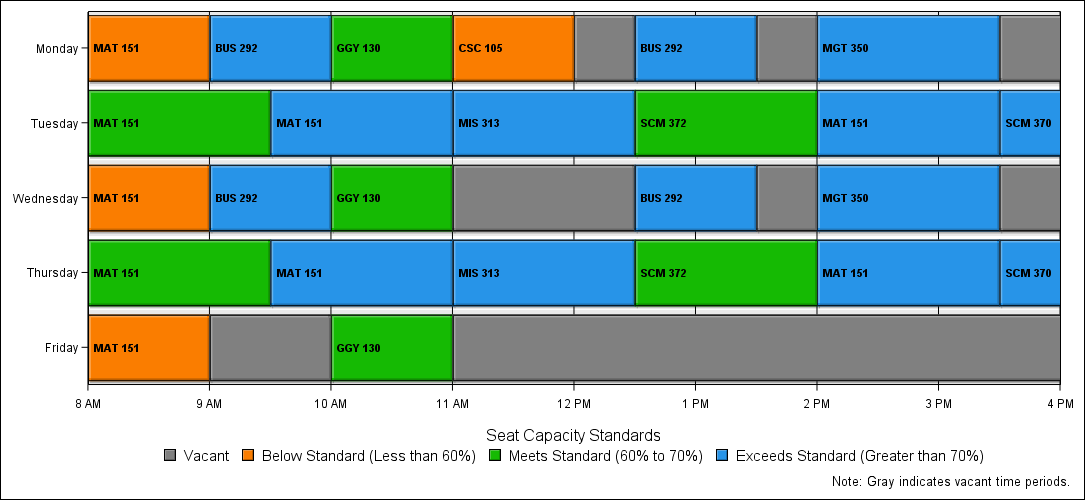 Monday MAT 151 BUS 292 GGY 130 CSC 105 BUS 292 MGT 350
Tuesday MAT 151 MAT 151 MIS 313 SCM 372 MAT 151 SCM 370
Wednesday MAT 151 BUS 292 GGY 130 BUS 292 MGT 350
Thursday MAT 151 MAT 151 MIS 313 SCM 372 MAT 151 SCM 370
Friday MAT 151 GGY 130
8 AM 9 AM 10 AM 11 AM 12 PM 1 PM 2 PM 3 PM 4 PM
Seat Capacity Standards
Vacant Below Standard (Less than 60%) Meets Standard (60% to 70%) Exceeds Standard (Greater than 70%)
Note: Gray indicates vacant time periods.